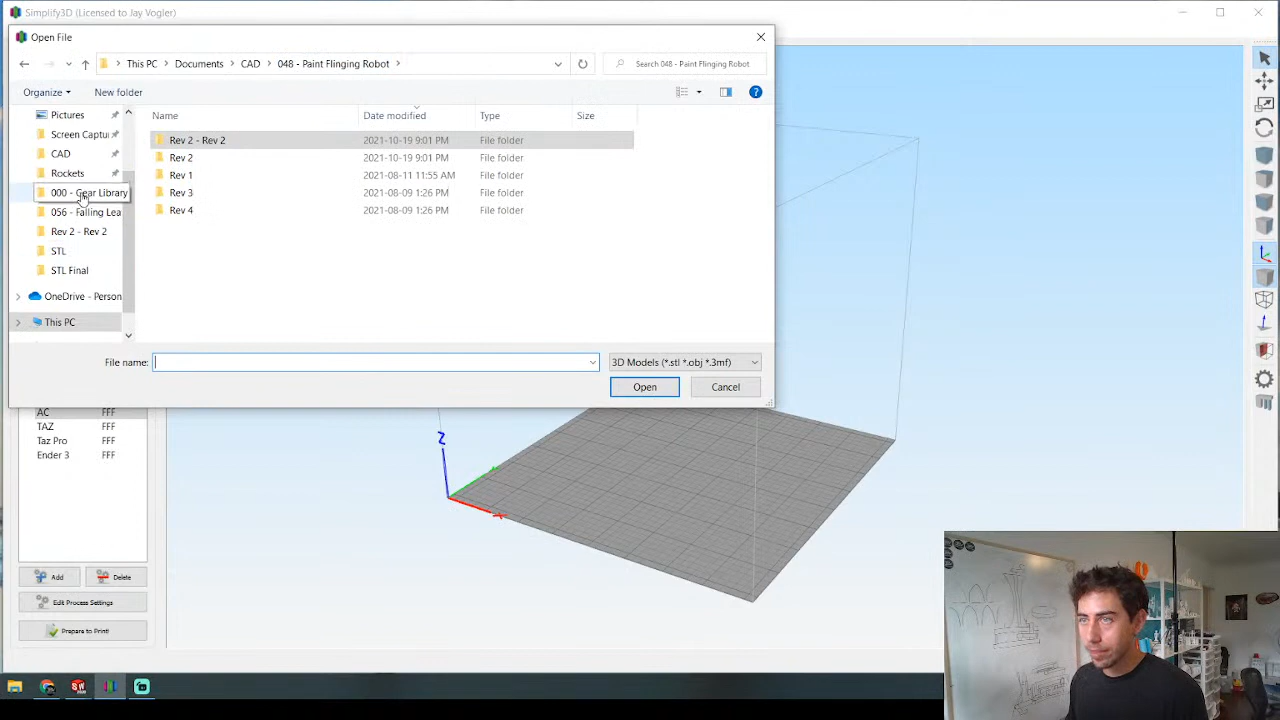 Simplify3D (Licensed to Jay Vogler)
Open File
This PC > Documents > CAD > 048 - Paint Flinging Robot >
Search 048 - Paint Flinging Robot
Organize
New folder
Name
Date modified
Type
Size
Pictures
Screen Captu
CAD
Rockets
000 - Gear Library
056 - Falling Lea
Rev 2 - Rev 2
STL
STL Final
OneDrive - Person
This PC
Rev 2 - Rev 2 2021-10-19 9:01 PM File folder
Rev 2 2021-10-19 9:01 PM File folder
Rev 1 2021-08-11 11:55 AM File folder
Rev 3 2021-08-09 1:26 PM File folder
Rev 4 2021-08-09 1:26 PM File folder
File name:
3D Models (*.stl *.obj *.3mf)
Open
Cancel
AC FFF
TAZ FFF
Taz Pro FFF
Ender 3 FFF
Add
Delete
Edit Process Settings
Prepare to Print!
Z
X
SW